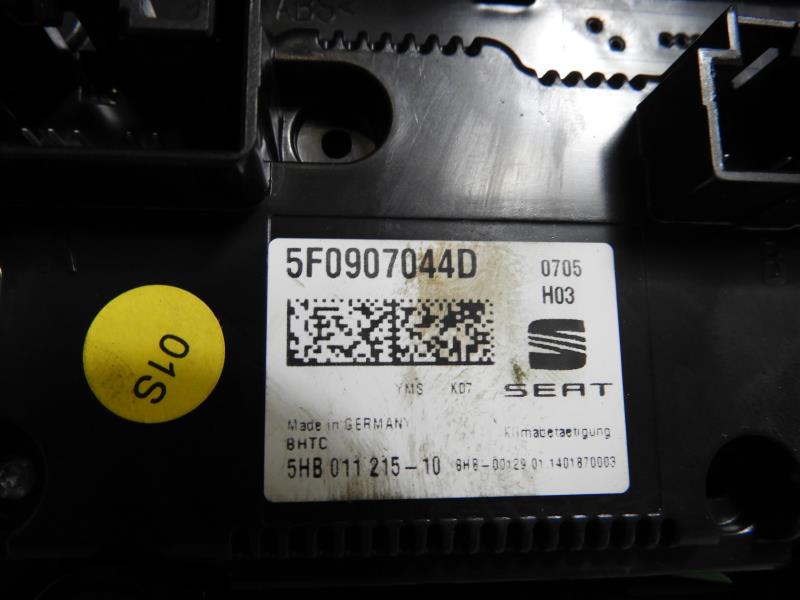 ABS<
5F0907044D 0705
H03
YMS K07 SEAT
Made in GERMANY Klimabetaetigung
BHTC
5HB 011 215-10 BHB-00129 01 1401870003
01S